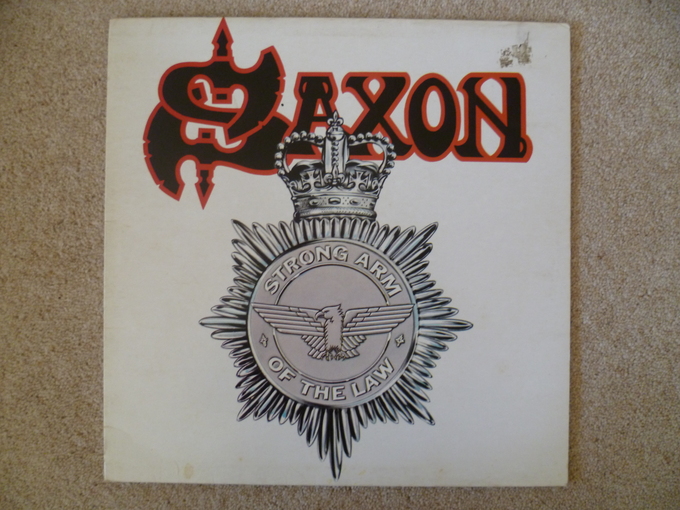 SAXON
STRONG ARM
OF THE LAW